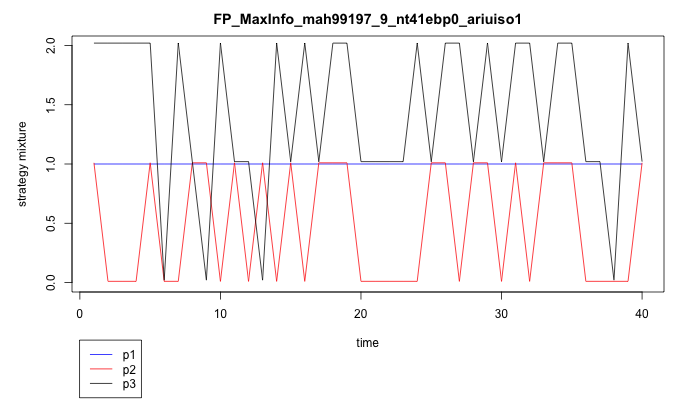 FP_MaxInfo_mah99197_9_nt41ebp0_ariuiso1
strategy mixture
2.0
1.5
1.0
0.5
0.0
0 10 20 30 40
time
p1
p2
p3